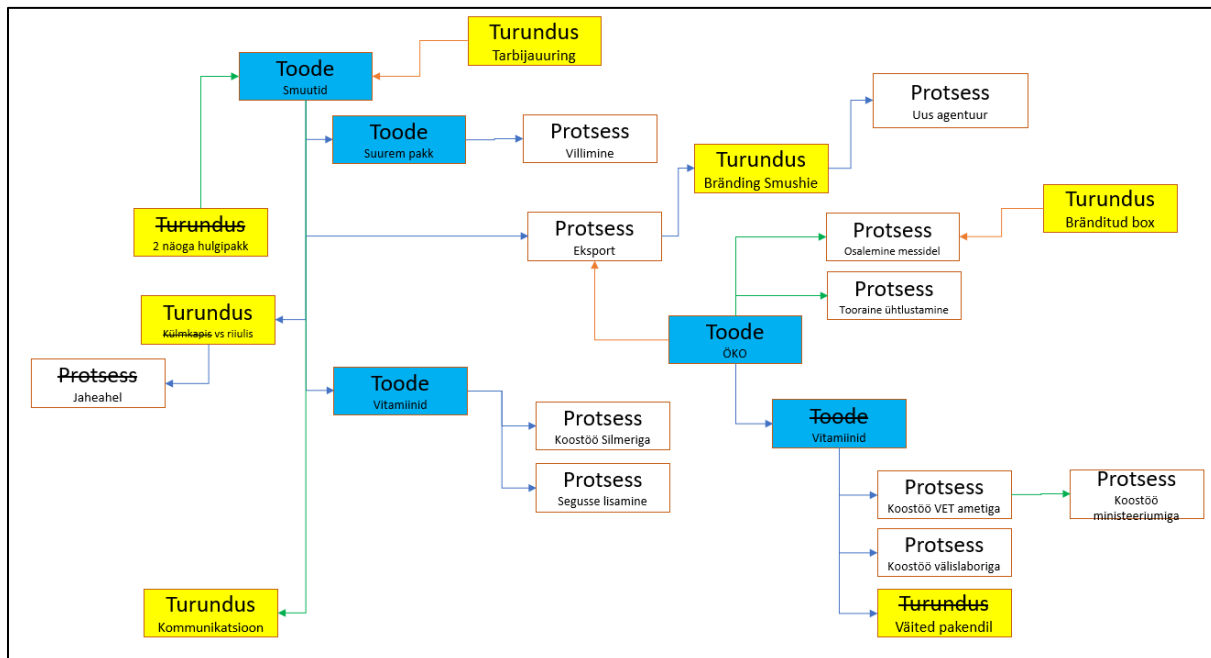 Turundus
Tarbijauuring
Toode
Smuutid
Protsess
Uus agentuur
Toode
Suurem pakk
Protsess
Villimine
Turundus
Bränding Smushie
Turundus
Bränditud box
Turundus
2 näoga hulgipakk
Protsess
Eksport
Protsess
Osalemine messidel
Protsess
Tooraine ühtlustamine
Turundus
Külmkapis vs riiulis
Toode
ÖKO
Protsess
Jaheahel
Toode
Vitamiinid
Protsess
Koostöö Silmeriga
Toode
Vitamiinid
Protsess
Segusse lisamine
Protsess
Koostöö VET ametiga
Protsess
Koostöö
ministeeriumiga
Protsess
Koostöö välislaboriga
Turundus
Kommunikatsioon
Turundus
Väited pakendil